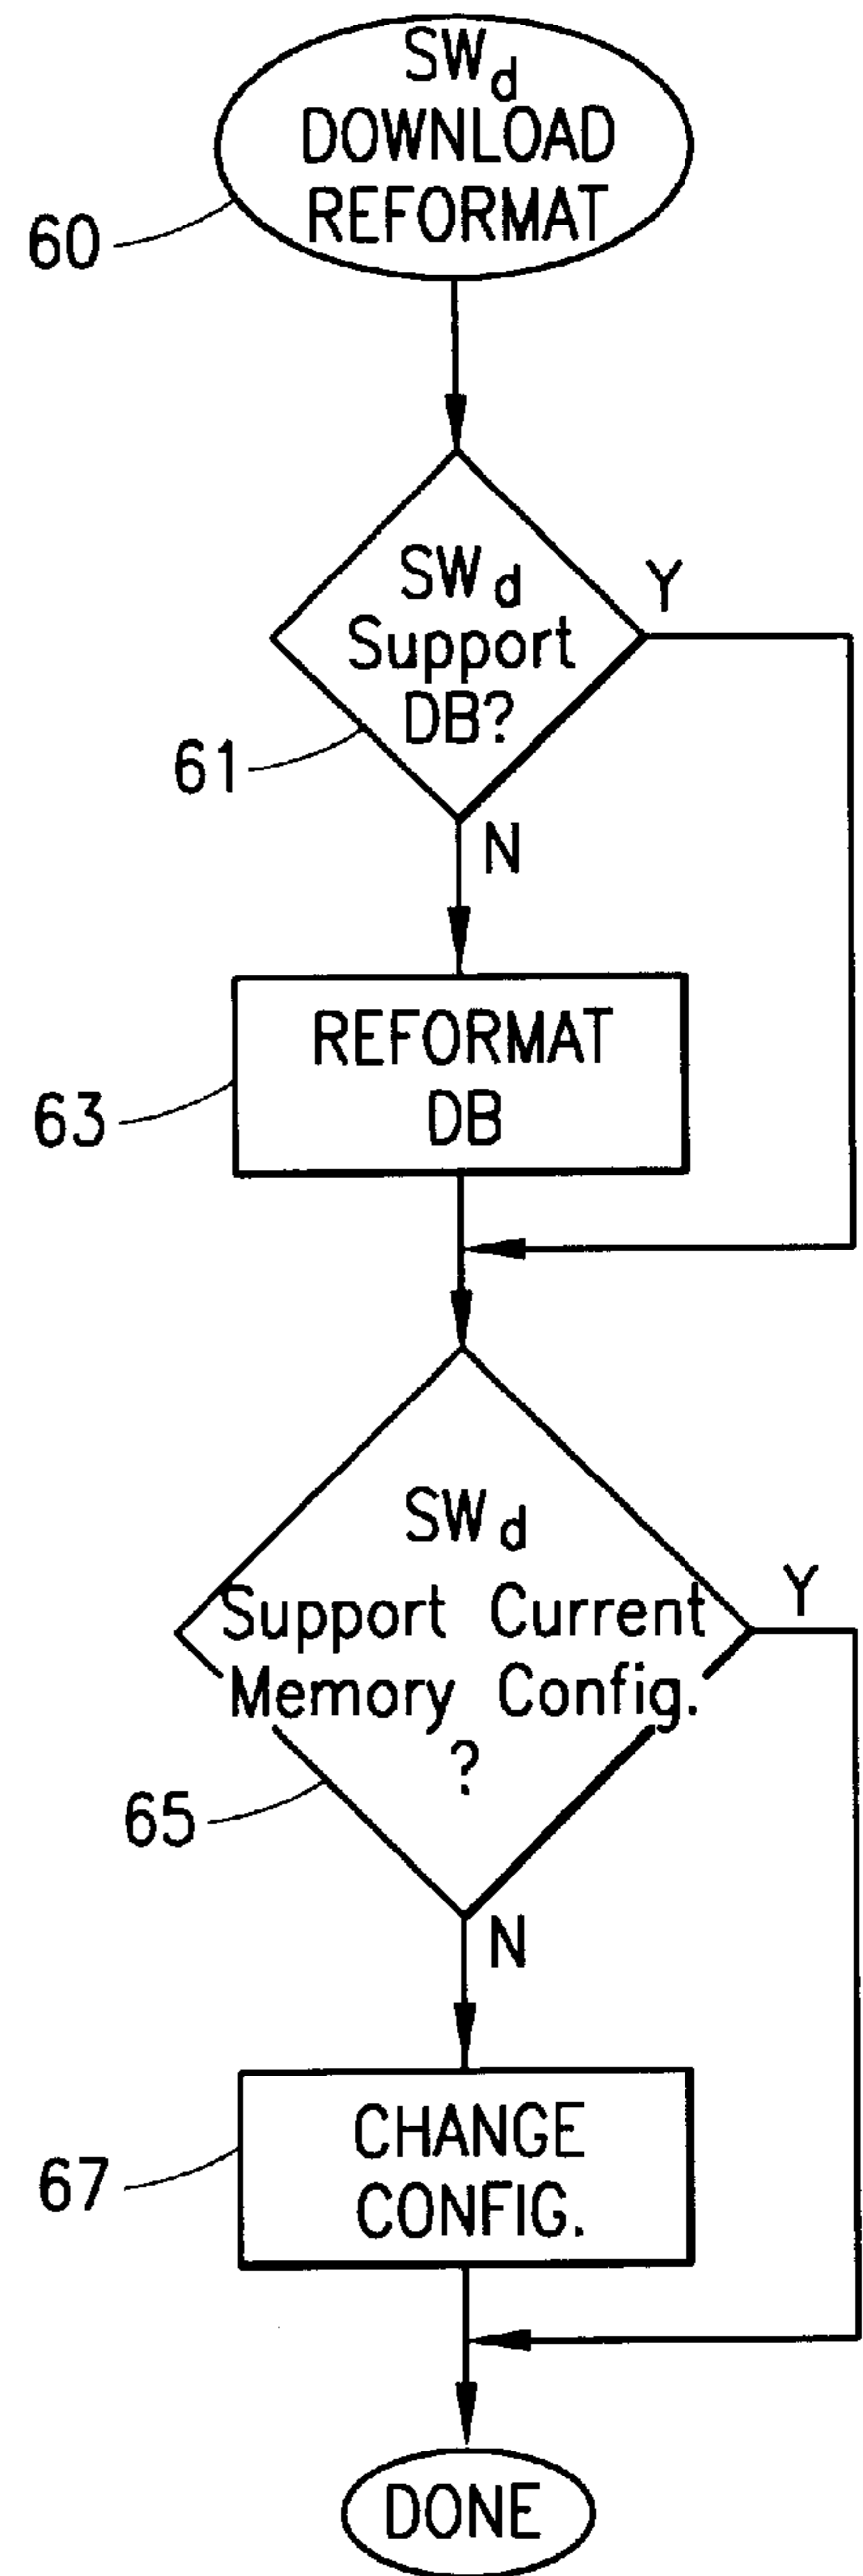 SWd
DOWNLOAD
REFORMAT
60
SWd
Support
DB?
Y
61
N
REFORMAT
DB
63
SWd
Support Current
Memory Config.
?
Y
65
N
CHANGE
CONFIG.
67
DONE